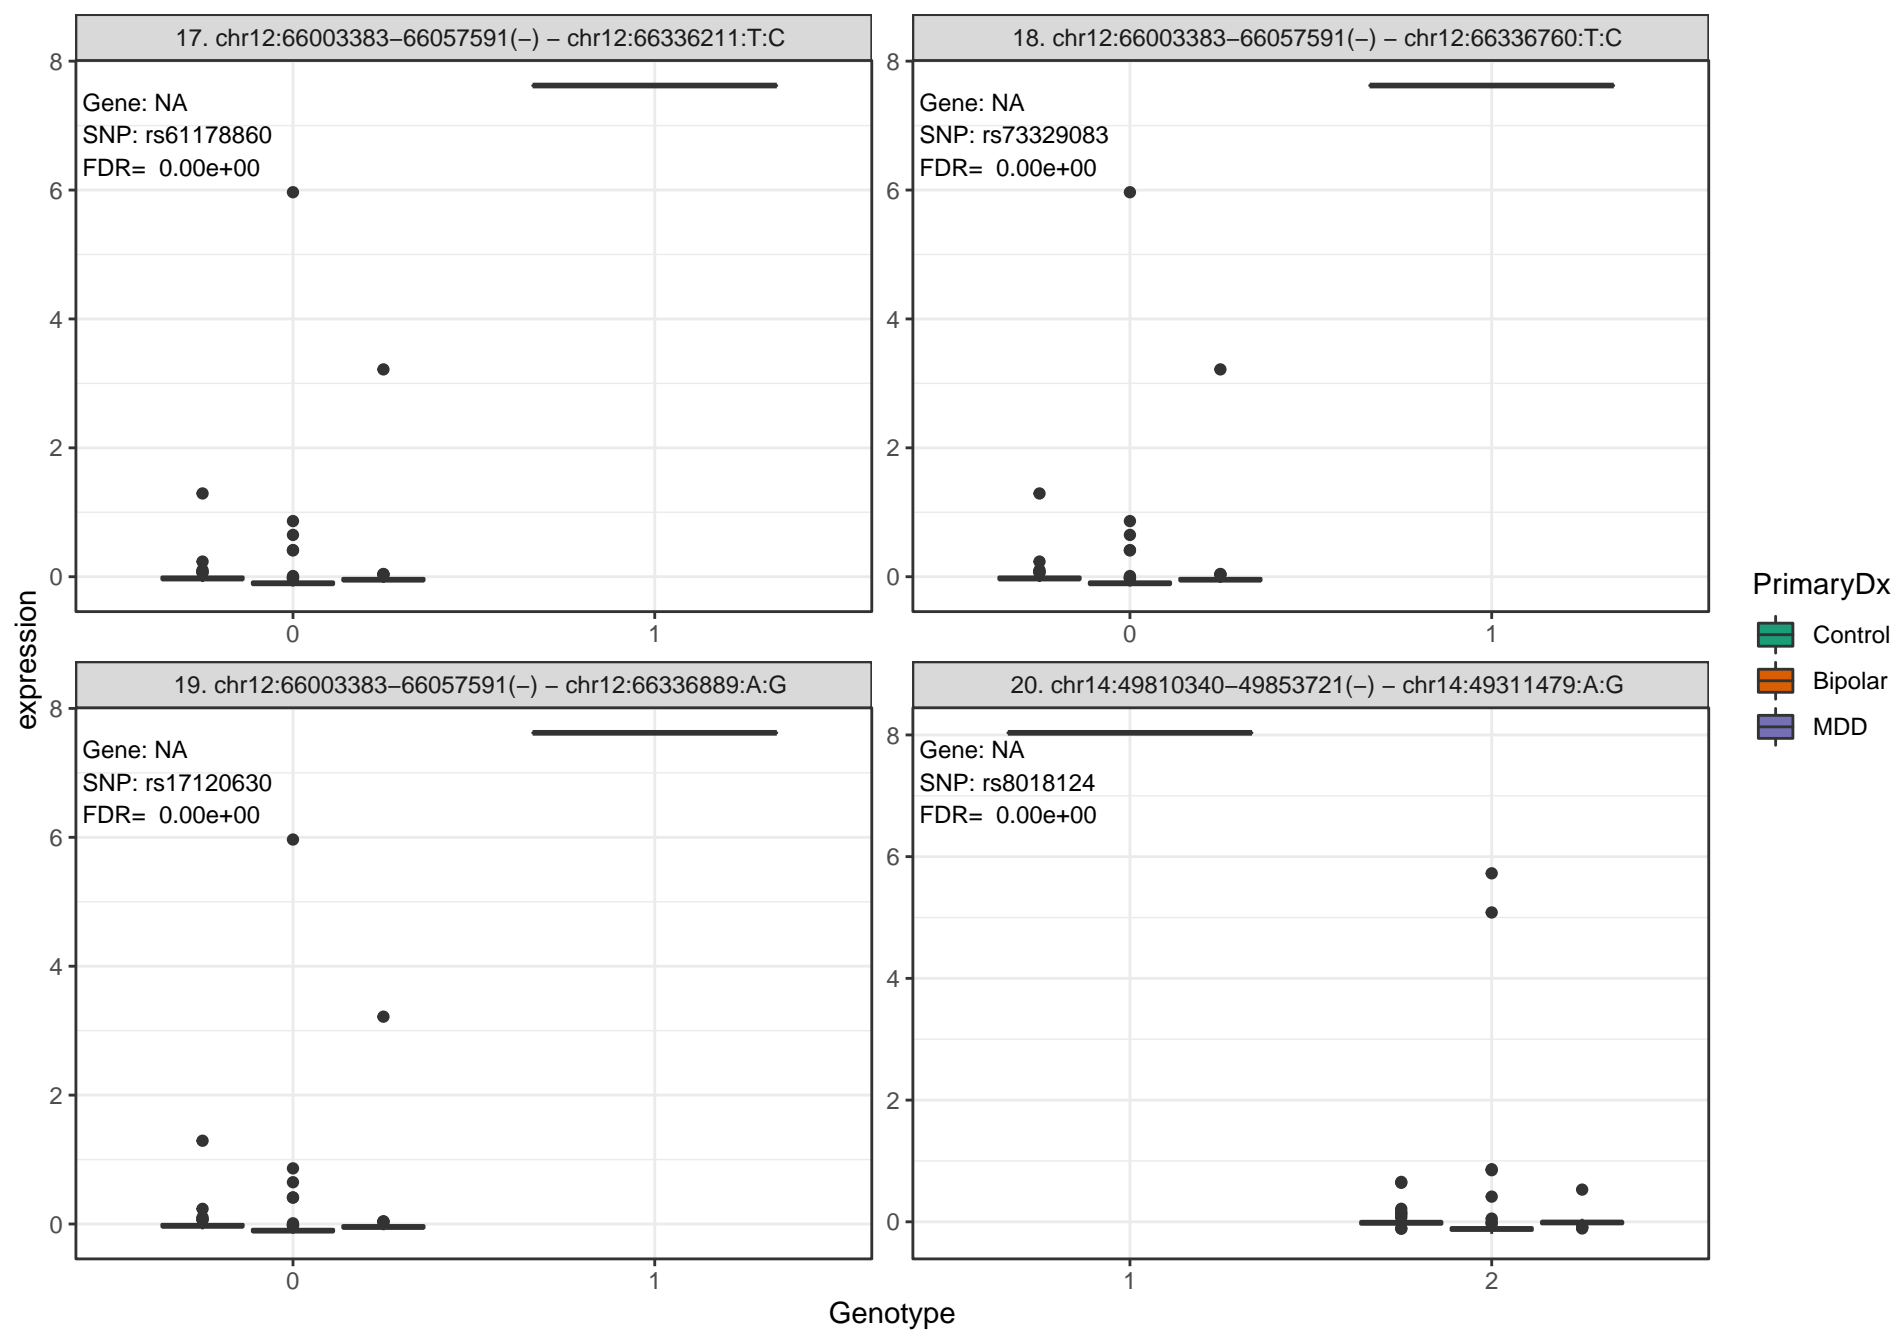 17. chr12:66003383−66057591(−) − chr12:66336211:T:C
Gene: NA
SNP: rs61178860
FDR= 0.00e+00
8
6
4
2
0
0
1
18. chr12:66003383−66057591(−) − chr12:66336760:T:C
Gene: NA
SNP: rs73329083
FDR= 0.00e+00
8
6
4
2
0
0
1
19. chr12:66003383−66057591(−) − chr12:66336889:A:G
Gene: NA
SNP: rs17120630
FDR= 0.00e+00
8
6
4
2
0
0
1
20. chr14:49810340−49853721(−) − chr14:49311479:A:G
Gene: NA
SNP: rs8018124
FDR= 0.00e+00
8
6
4
2
0
1
2
expression
Genotype
PrimaryDx
Control
Bipolar
MDD